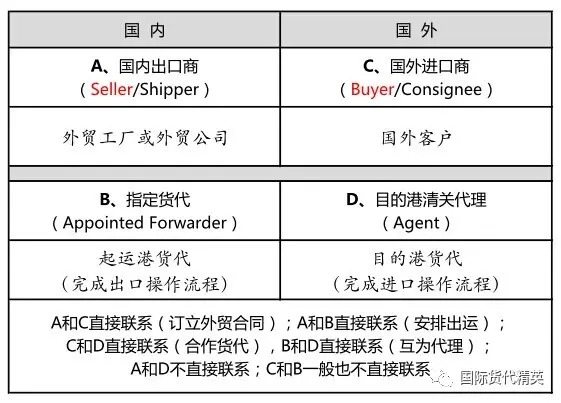 国内 国外
A、国内出口商 C、国外进口商
（Seller/Shipper） （Buyer/Consignee）
外贸工厂或外贸公司 国外客户
B、指定货代 D、目的港清关代理
（Appointed Forwarder） （Agent）
起运港货代 目的港货代
(完成出口操作流程) (完成进口操作流程)
A和C直接联系（订立外贸合同）；A和B直接联系（安排出运）；
C和D直接联系（合作货代），B和D直接联系（互为代理）；
A和D不直接联系；C和B一般也不直接联系
国际货代精英